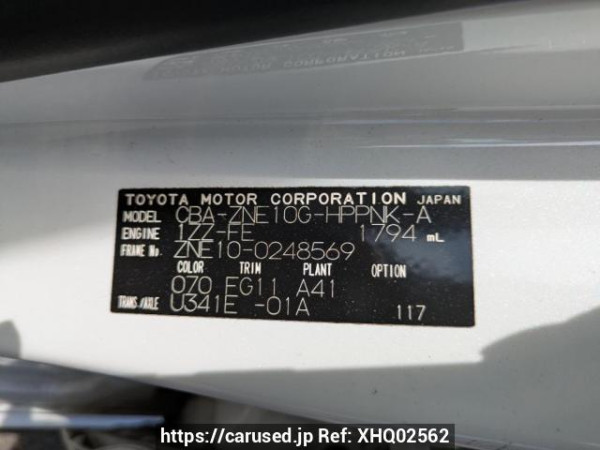 TOYOTA MOTOR CORPORATION JAPAN
MODEL CBA-ZNE10G-HPPNK-A
ENGINE 1ZZ-FE 1794 mL
FRAME No. ZNE10-0248569
COLOR TRIM PLANT OPTION
070 EG11 A41
TRANS/AXLE U341E -01A 117
https://carused.jp Ref: XHQ02562